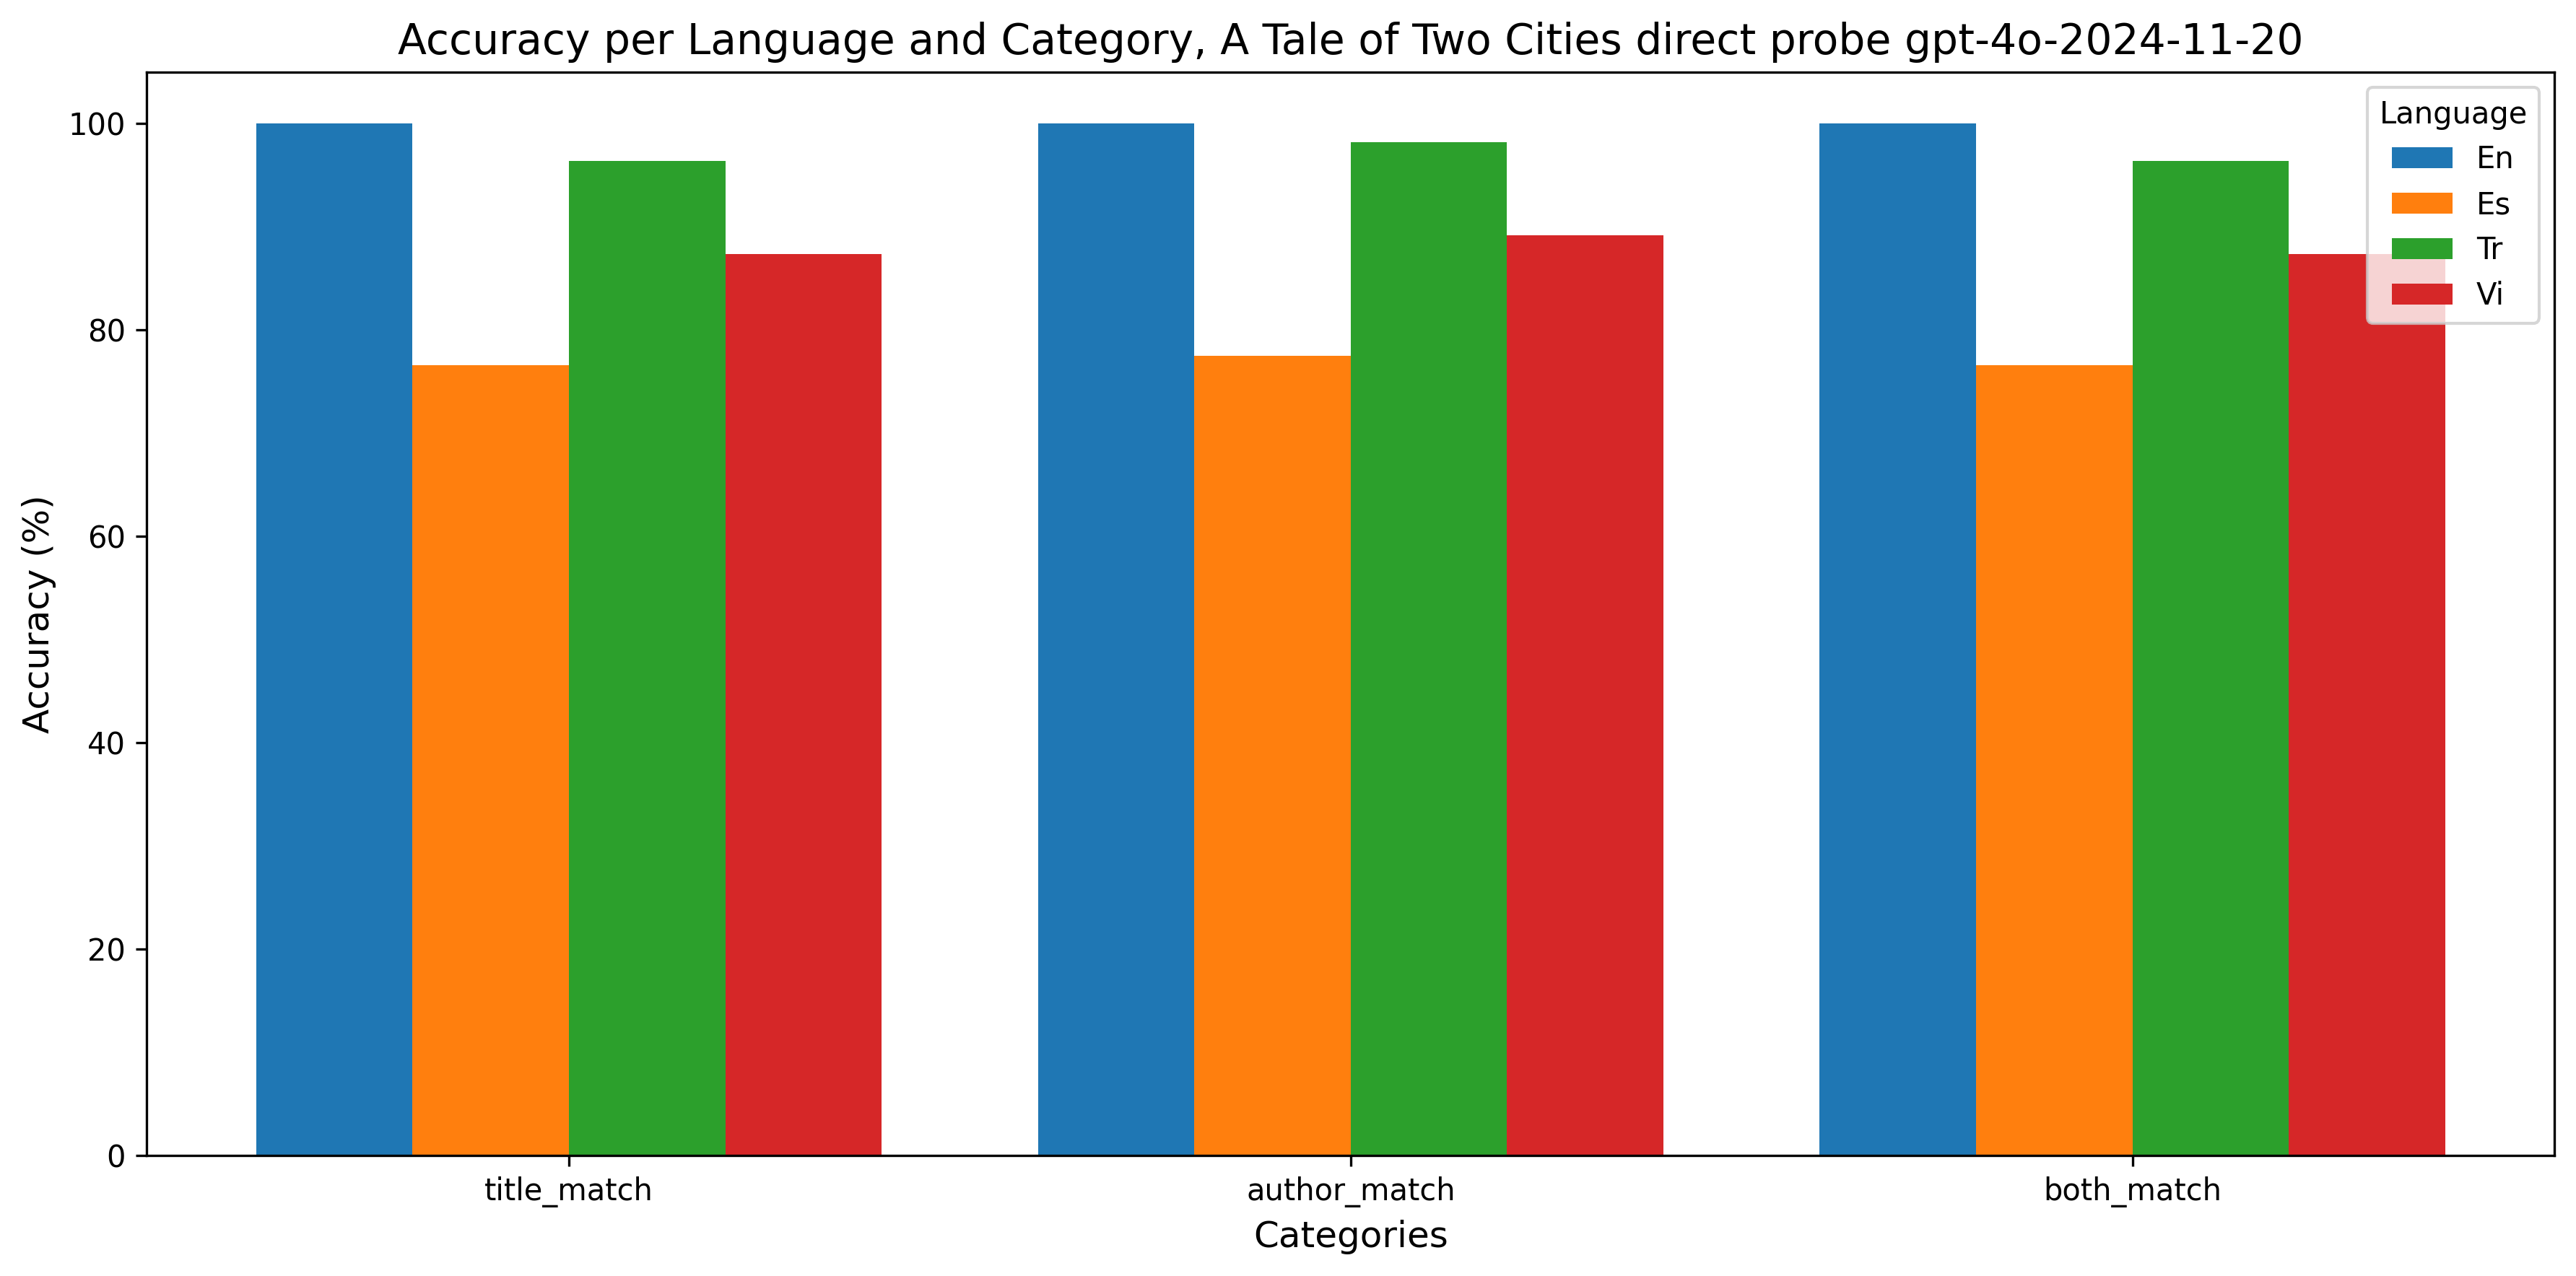 Accuracy per Language and Category, A Tale of Two Cities direct probe gpt-4o-2024-11-20
Accuracy (%)
100
80
60
40
20
0
Language
En
Es
Tr
Vi
title_match
author_match
both_match
Categories